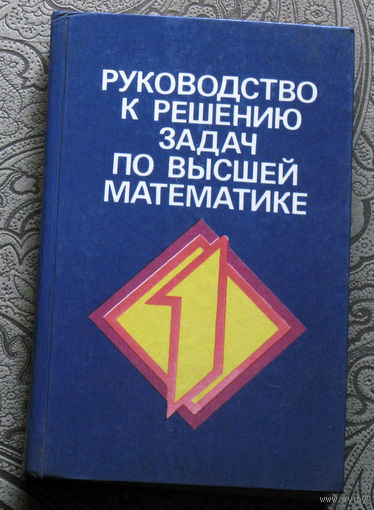 РУКОВОДСТВО
К РЕШЕНИЮ
ЗАДАЧ
ПО ВЫСШЕЙ
МАТЕМАТИКЕ
1